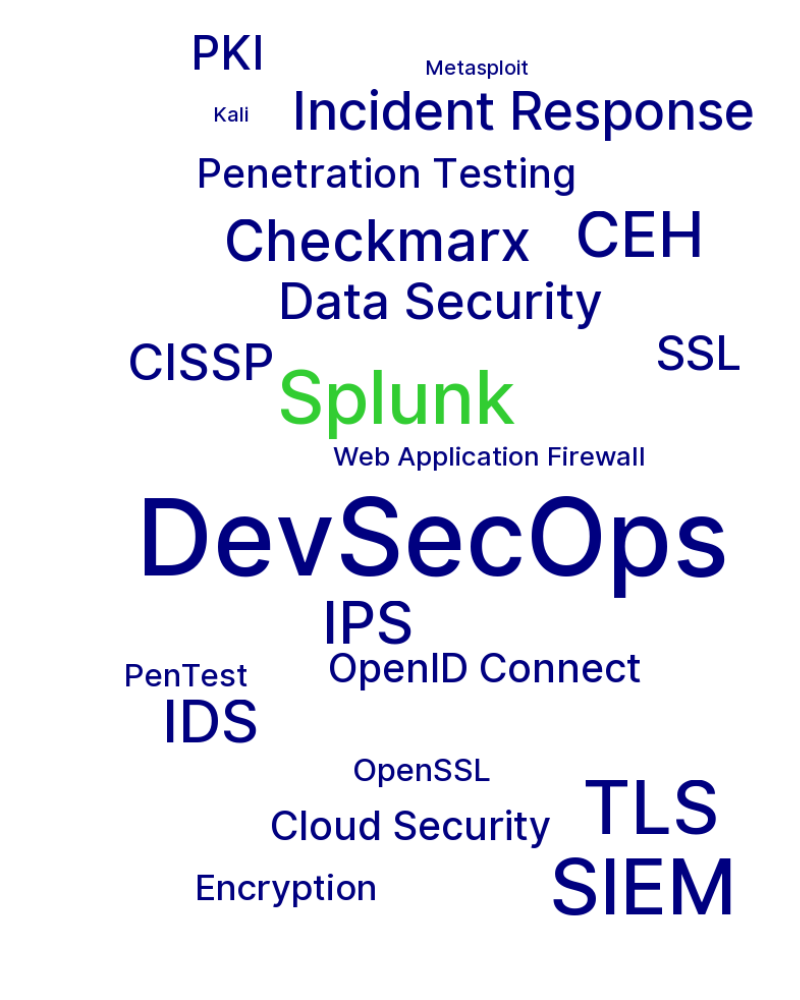 PKI
Metasploit
Kali
Incident Response
Penetration Testing
Checkmarx
CEH
Data Security
CISSP
SSL
Splunk
Web Application Firewall
DevSecOps
IPS
PenTest
OpenID Connect
IDS
OpenSSL
TLS
Cloud Security
SIEM
Encryption